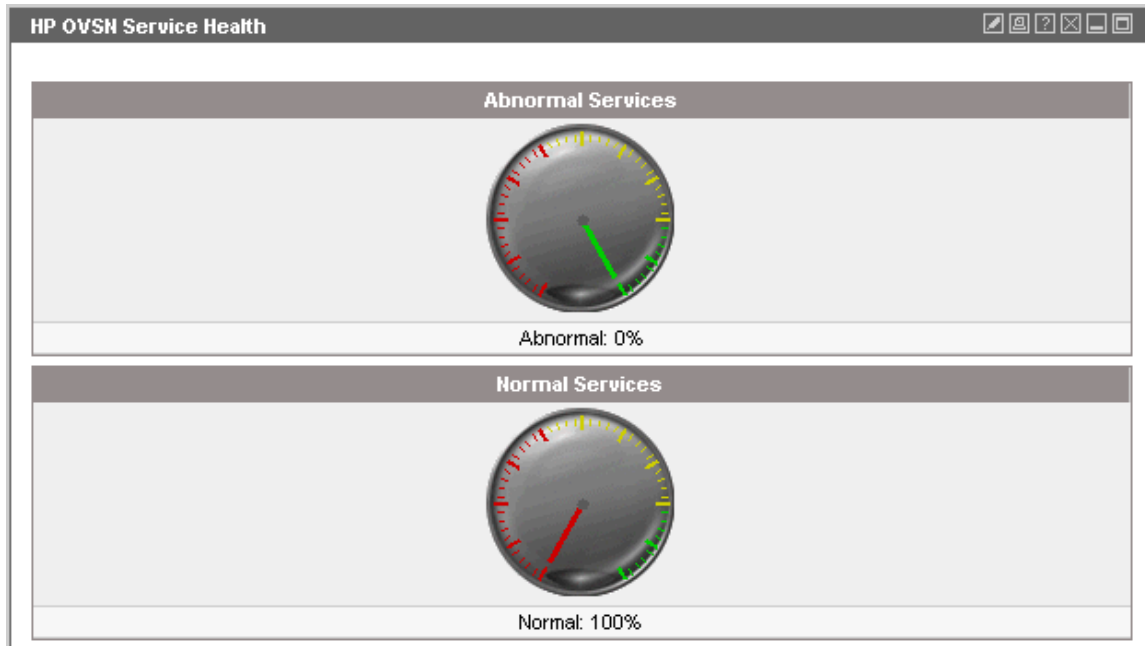 HP OVSN Service Health
Abnormal Services
Abnormal: 0%
Normal Services
Normal: 100%